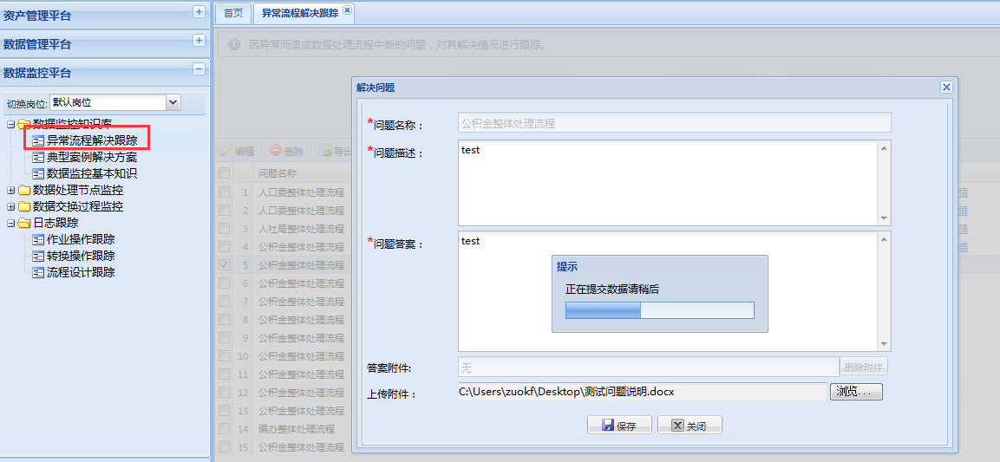 资产管理平台
数据管理平台
数据监控平台
切换岗位: 默认岗位
数据监控知识库
异常流程解决跟踪
典型案例解决方案
数据监控基本知识
数据处理节点监控
数据交换过程监控
日志跟踪
作业操作跟踪
转换操作跟踪
流程设计跟踪
首页 异常流程解决跟踪
因异常而造成数据处理流程中断的问题，对其解决情况进行跟踪。
编辑 删除 导出
问题名称
1 人口委整体处理流程 情
2 人口委整体处理流程 情
3 人社局整体处理流程 情
4 公积金整体处理流程 情
5 公积金整体处理流程
6 公积金整体处理流程
7 公积金整体处理流程
8 公积金整体处理流程
9 公积金整体处理流程
10 公积金整体处理流程
11 公积金整体处理流程
12 公积金整体处理流程
13 公积金整体处理流程
14 编办整体处理流程
15 公积金整体处理流程
解决问题
*问题名称： 公积金整体处理流程
*问题描述： test
*问题答案： test
提示
正在提交数据请稍后
答案附件: 无 删除附件
上传附件： C:\Users\zuokf\Desktop\测试问题说明.docx 浏览...
保存 关闭